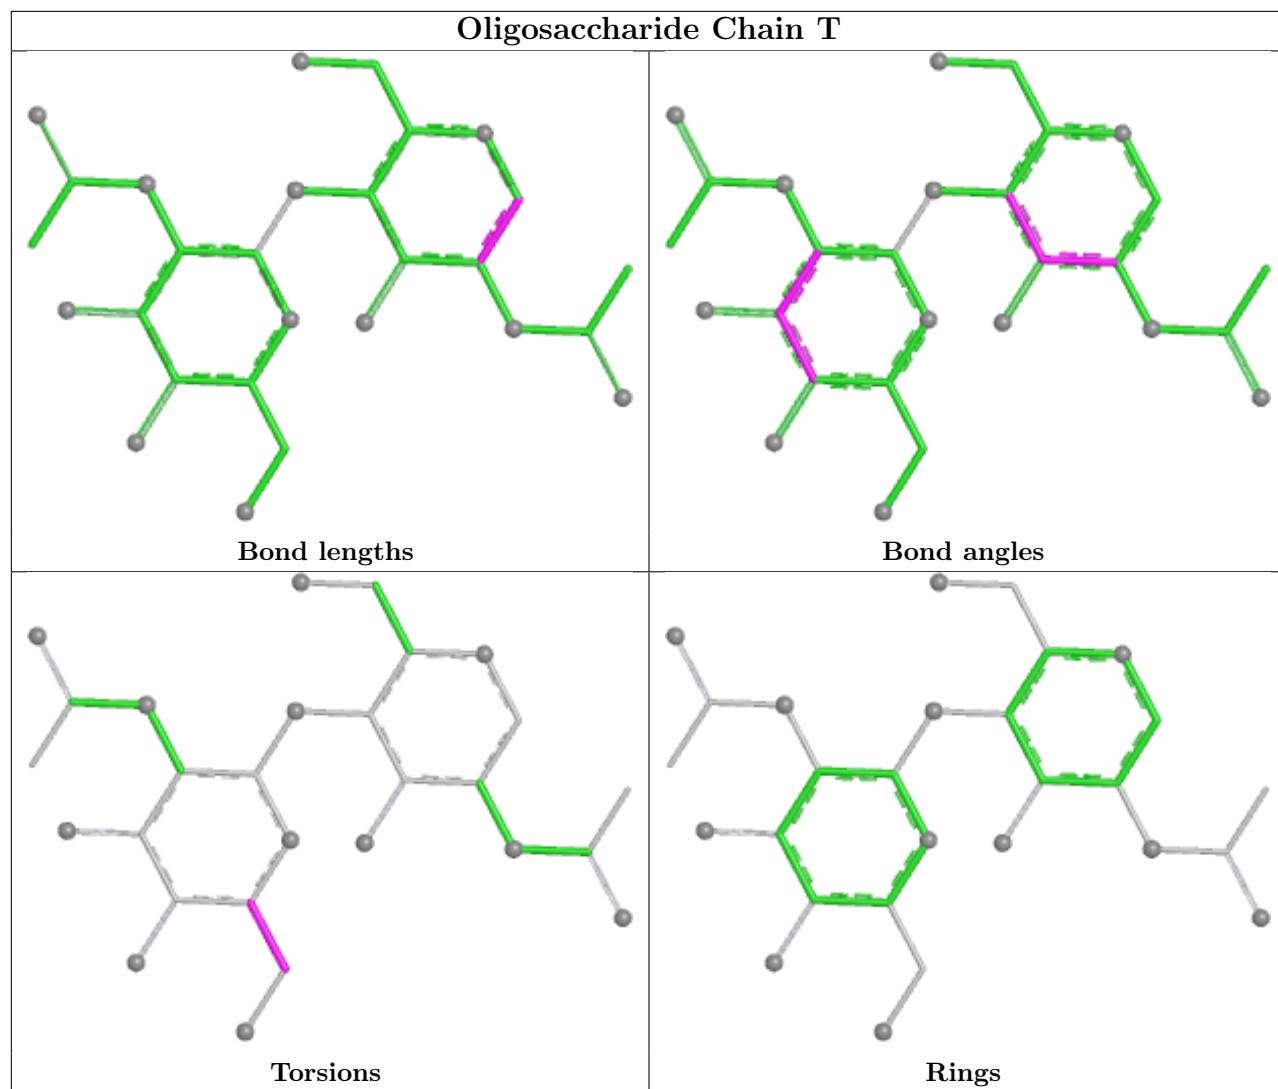 Oligosaccharide Chain T
Bond lengths
Bond angles
Torsions
Rings